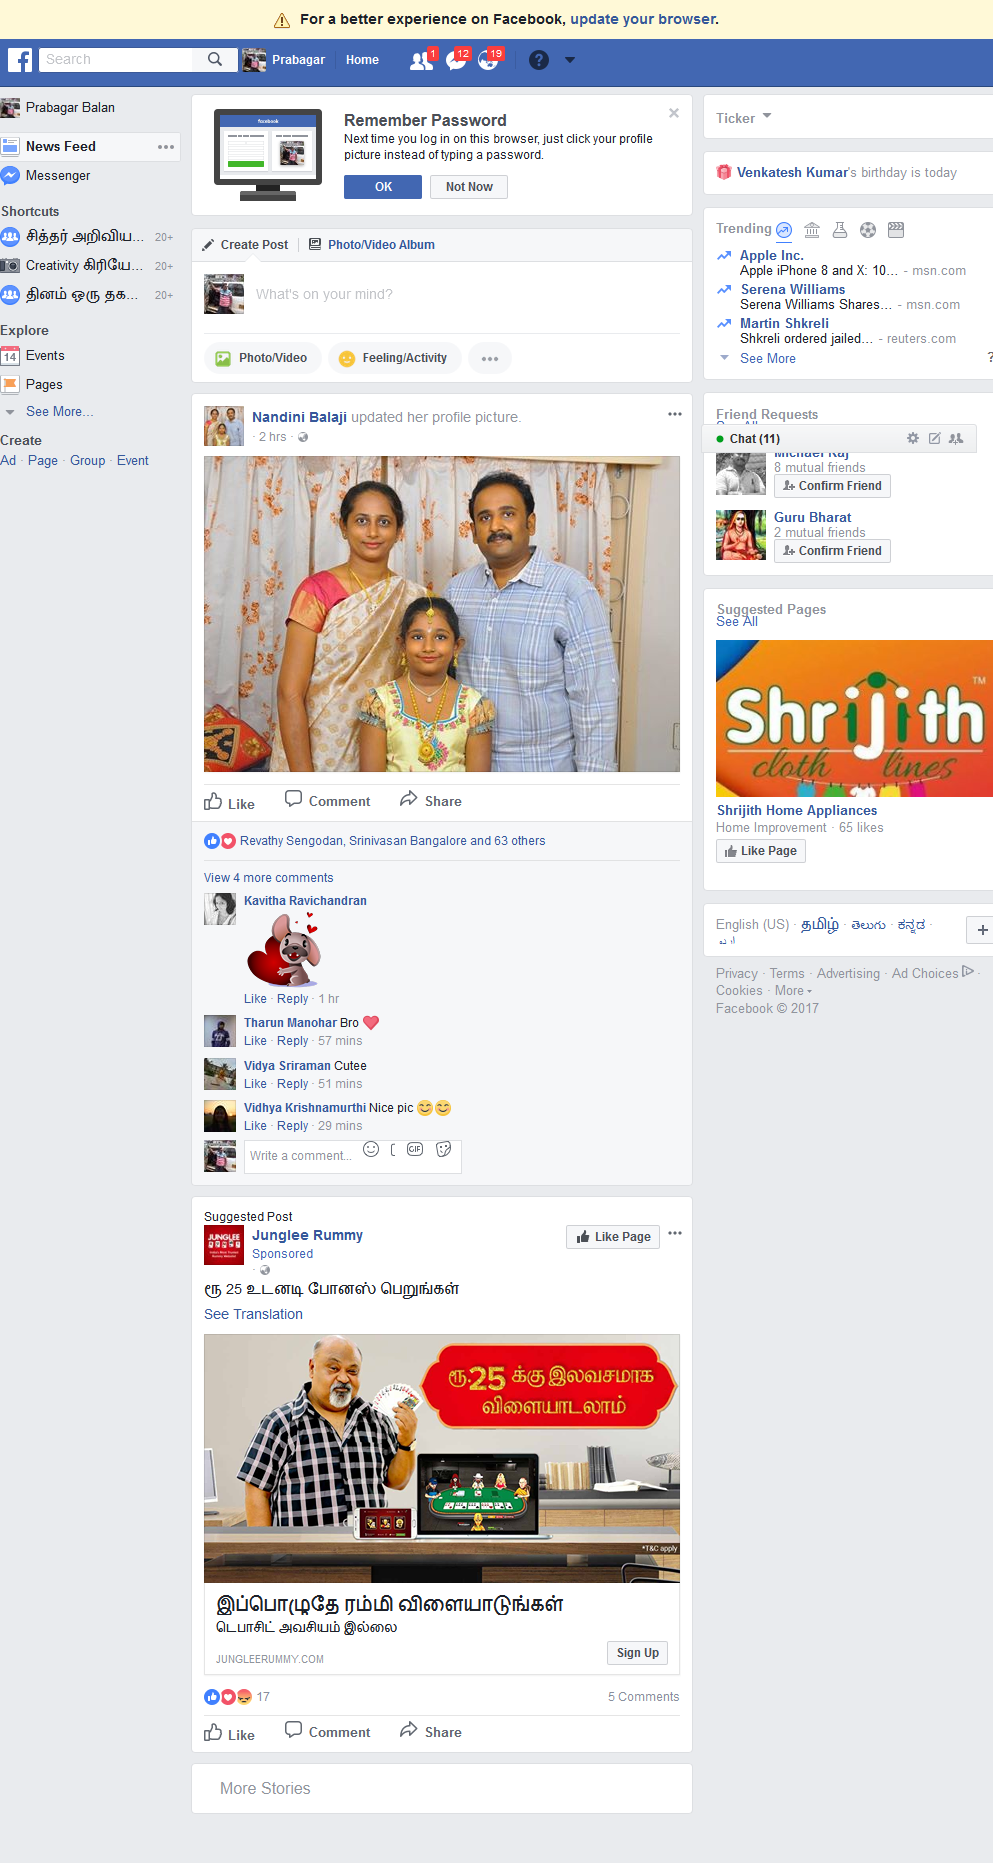 For a better experience on Facebook, update your browser.
Search
Prabagar
Home
1
12
19
Prabagar Balan
News Feed
Messenger
Shortcuts
சித்தர் அறிவிய... 20+
Creativity கிரியே... 20+
தினம் ஒரு தக... 20+
Explore
14 Events
Pages
See More...
Create
Ad · Page · Group · Event
facebook
Remember Password
Next time you log in on this browser, just click your profile
picture instead of typing a password.
OK
Not Now
Create Post
Photo/Video Album
What's on your mind?
Photo/Video
Feeling/Activity
Nandini Balaji updated her profile picture.
· 2 hrs ·
Like
Comment
Share
Revathy Sengodan, Srinivasan Bangalore and 63 others
View 4 more comments
Kavitha Ravichandran
Like · Reply · 1 hr
Tharun Manohar Bro ❤
Like · Reply · 57 mins
Vidya Sriraman Cutee
Like · Reply · 51 mins
Vidhya Krishnamurthi Nice pic 😊😊
Like · Reply · 29 mins
Write a comment...
GIF
Suggested Post
JUNGLEE
Junglee Rummy
Sponsored
Like Page
ரூ 25 உடனடி போனஸ் பெறுங்கள்
See Translation
ரூ.25 க்கு இலவசமாக
விளையாடலாம்
*T&C apply
இப்பொழுதே ரம்மி விளையாடுங்கள்
டெபாசிட் அவசியம் இல்லை
JUNGLEERUMMY.COM
Sign Up
17
5 Comments
Like
Comment
Share
More Stories
Ticker
Venkatesh Kumar's birthday is today
Trending
Apple Inc.
Apple iPhone 8 and X: 10... - msn.com
Serena Williams
Serena Williams Shares... - msn.com
Martin Shkreli
Shkreli ordered jailed... - reuters.com
See More
?
Friend Requests
See All
Chat (11)
Michael Raj
8 mutual friends
Confirm Friend
Guru Bharat
2 mutual friends
Confirm Friend
Suggested Pages
See All
Shrijith
TM
cloth lines
Shrijith Home Appliances
Home Improvement · 65 likes
Like Page
English (US) · தமிழ் · తెలుగు · ಕನ್ನಡ ·
+
Privacy · Terms · Advertising · Ad Choices ·
Cookies · More
Facebook © 2017